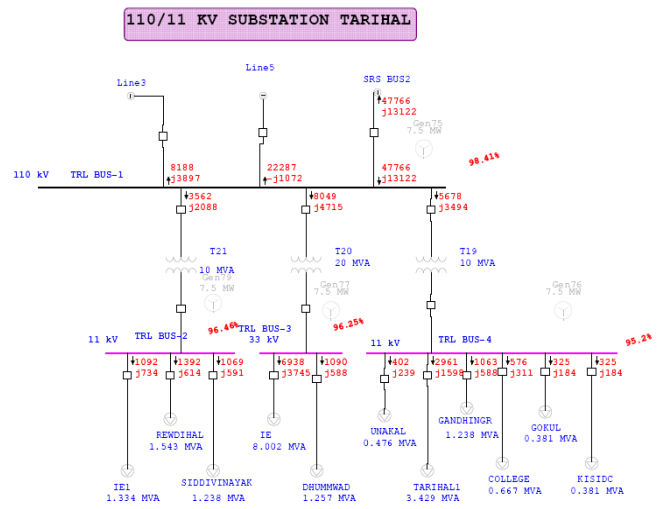 110/11 KV SUBSTATION TARIHAL
Line3
Line5
SRS BUS2
47766
j13122
Gen75
7.5 MW
98.41%
8188
j3897
22287
-j1072
47766
j13122
110 kV TRL BUS-1
3562
j2088
8049
j4715
5678
j3494
T21
10 MVA
T20
20 MVA
T19
10 MVA
Gen79
7.5 MW
Gen77
7.5 MW
Gen76
7.5 MW
11 kV TRL BUS-2
96.46%
TRL BUS-3
33 kV
96.25%
11 kV TRL BUS-4
95.2%
1092
j734
1392
j614
1069
j591
6938
j3745
1090
j588
402
j239
2961
j1598
1063
j588
576
j311
325
j184
325
j184
REWDIHAL
1.543 MVA
IE
8.002 MVA
UNAKAL
0.476 MVA
GANDHINGR
1.238 MVA
GOKUL
0.381 MVA
IE1
1.334 MVA
SIDDIVINAYAK
1.238 MVA
DHUMMWAD
1.257 MVA
TARIHAL1
3.429 MVA
COLLEGE
0.667 MVA
KISIDC
0.381 MVA